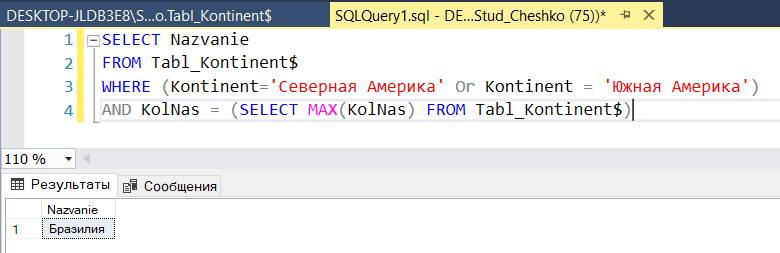 DESKTOP-JLDB3E8\S...o.Tabl_Kontinent$ SQLQuery1.sql - DE...Stud_Cheshko (75))*
1 SELECT Nazvanie
2 FROM Tabl_Kontinent$
3 WHERE (Kontinent='Северная Америка' Or Kontinent = 'Южная Америка')
4 AND KolNas = (SELECT MAX(KolNas) FROM Tabl_Kontinent$)
110 %
Результаты Сообщения
Nazvanie
1 Бразилия